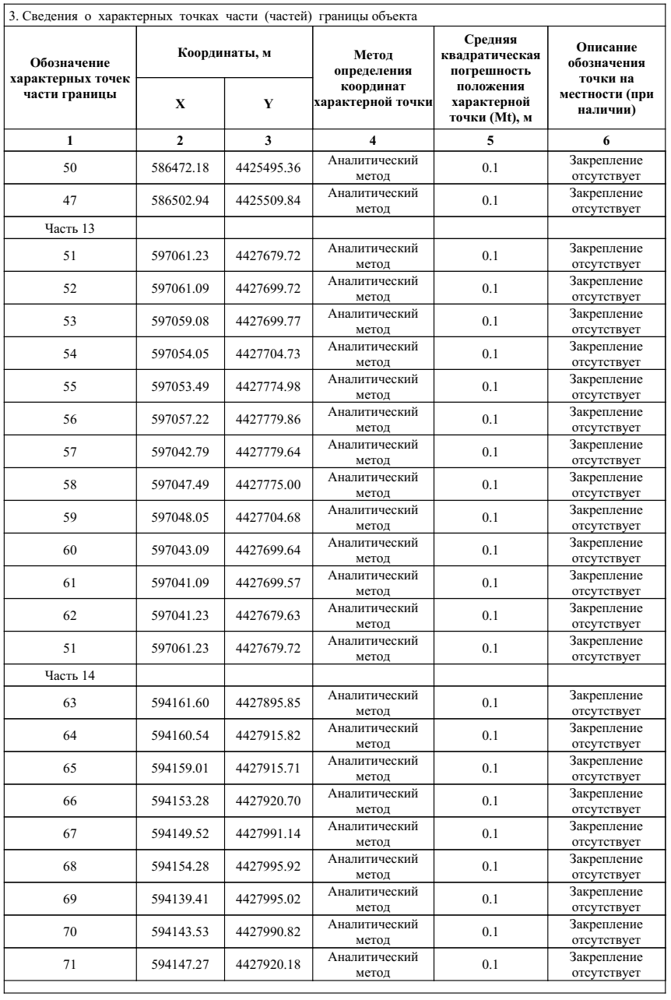 3. Сведения о характерных точках части (частей) границы объекта
Обозначение характерных точек части границы
Координаты, м
Метод определения координат характерной точки
Средняя квадратическая погрешность положения характерной точки (Mt), м
Описание обозначения точки на местности (при наличии)
X Y
1 2 3 4 5 6
50 586472.18 4425495.36 Аналитический метод 0.1 Закрепление отсутствует
47 586502.94 4425509.84 Аналитический метод 0.1 Закрепление отсутствует
Часть 13
51 597061.23 4427679.72 Аналитический метод 0.1 Закрепление отсутствует
52 597061.09 4427699.72 Аналитический метод 0.1 Закрепление отсутствует
53 597059.08 4427699.77 Аналитический метод 0.1 Закрепление отсутствует
54 597054.05 4427704.73 Аналитический метод 0.1 Закрепление отсутствует
55 597053.49 4427774.98 Аналитический метод 0.1 Закрепление отсутствует
56 597057.22 4427779.86 Аналитический метод 0.1 Закрепление отсутствует
57 597042.79 4427779.64 Аналитический метод 0.1 Закрепление отсутствует
58 597047.49 4427775.00 Аналитический метод 0.1 Закрепление отсутствует
59 597048.05 4427704.68 Аналитический метод 0.1 Закрепление отсутствует
60 597043.09 4427699.64 Аналитический метод 0.1 Закрепление отсутствует
61 597041.09 4427699.57 Аналитический метод 0.1 Закрепление отсутствует
62 597041.23 4427679.63 Аналитический метод 0.1 Закрепление отсутствует
51 597061.23 4427679.72 Аналитический метод 0.1 Закрепление отсутствует
Часть 14
63 594161.60 4427895.85 Аналитический метод 0.1 Закрепление отсутствует
64 594160.54 4427915.82 Аналитический метод 0.1 Закрепление отсутствует
65 594159.01 4427915.71 Аналитический метод 0.1 Закрепление отсутствует
66 594153.28 4427920.70 Аналитический метод 0.1 Закрепление отсутствует
67 594149.52 4427991.14 Аналитический метод 0.1 Закрепление отсутствует
68 594154.28 4427995.92 Аналитический метод 0.1 Закрепление отсутствует
69 594139.41 4427995.02 Аналитический метод 0.1 Закрепление отсутствует
70 594143.53 4427990.82 Аналитический метод 0.1 Закрепление отсутствует
71 594147.27 4427920.18 Аналитический метод 0.1 Закрепление отсутствует